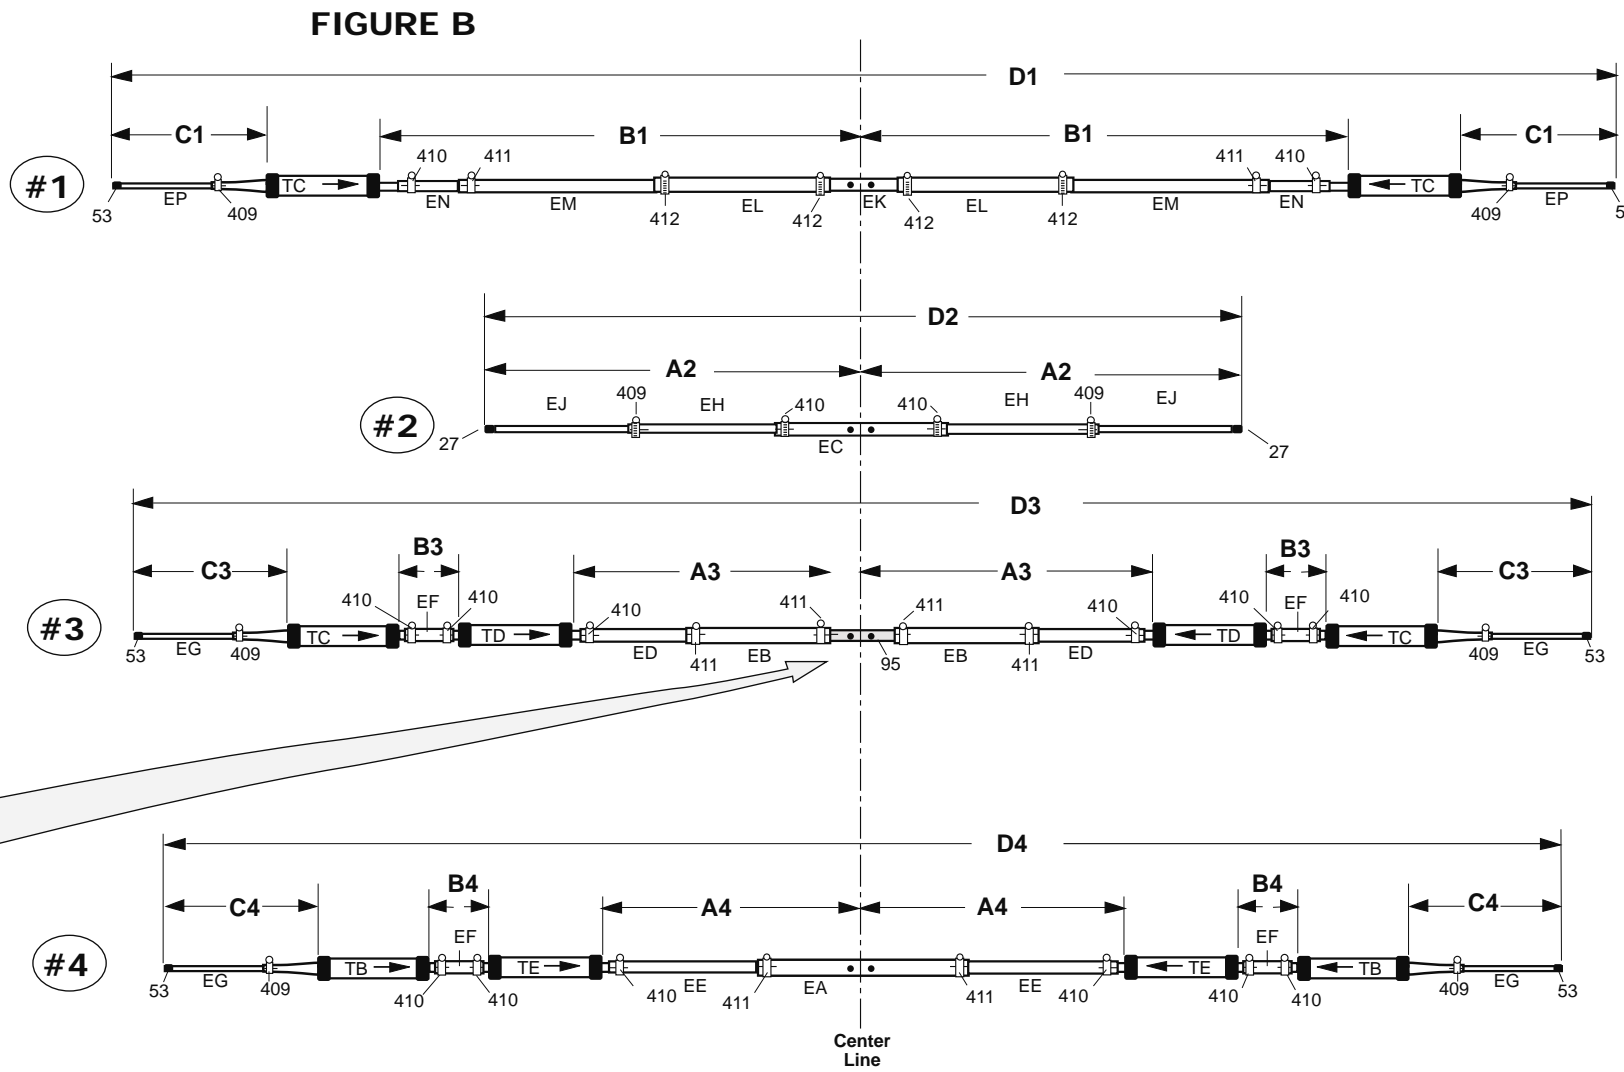 FIGURE B
D1
C1 B1 B1 C1
#1
410 411 411 410
TC TC
53 EP 409 EN EM 412 EL 412 EK 412 EL 412 EM EN 409 EP 5
D2
A2 A2
#2
EJ 409 EH 410 410 EH 409 EJ
27 EC 27
D3
C3 B3 A3 A3 B3 C3
#3
410 EF 410 410 411 411 410 410 EF 410
TC TD TD TC
53 EG 409 ED 411 EB 95 EB 411 ED 409 EG 53
D4
C4 B4 A4 A4 B4 C4
#4
EF EF
TB TE TE TB
53 EG 409 410 410 410 EE 411 EA 411 EE 410 410 410 409 EG 53
Center
Line